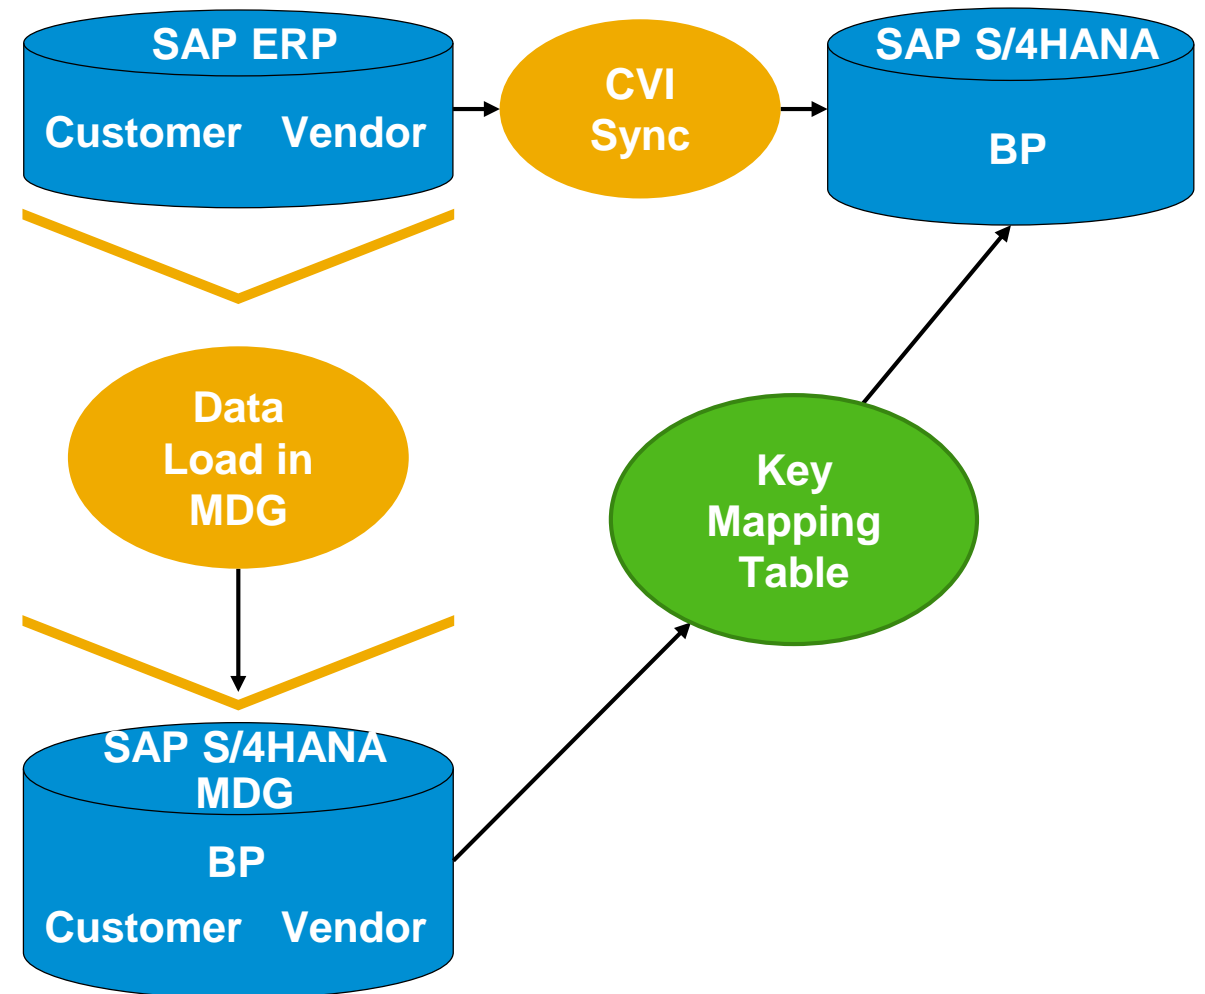 SAP ERP
Customer Vendor
CVI
Sync
SAP S/4HANA
BP
Data
Load in
MDG
Key
Mapping
Table
SAP S/4HANA
MDG
BP
Customer Vendor